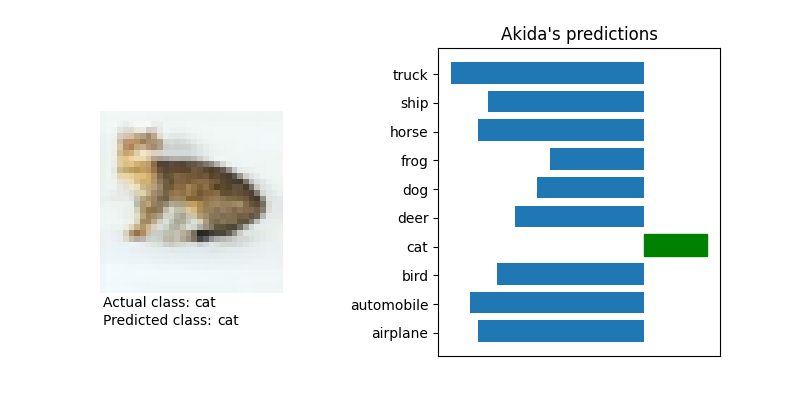 Akida's predictions
truck
ship
horse
frog
dog
deer
cat
bird
automobile
airplane
Actual class: cat
Predicted class: cat